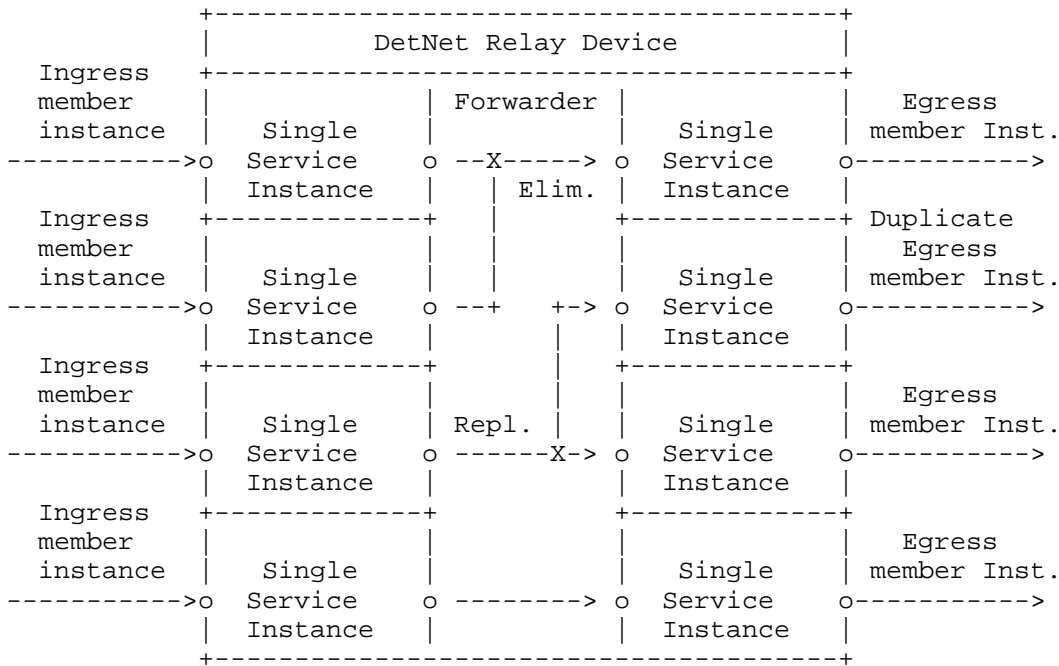 DetNet Relay Device
Ingress
member Forwarder Egress
instance Single Single member Inst.
Service X Service
Instance Elim. Instance
Ingress Duplicate
member Egress
instance Single Single member Inst.
Service Service
Instance Instance
Ingress
member Egress
instance Single Repl. Single member Inst.
Service X Service
Instance Instance
Ingress
member Egress
instance Single Single member Inst.
Service Service
Instance Instance